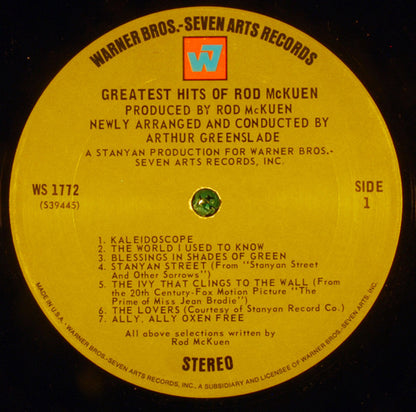 WARNER BROS.-SEVEN ARTS RECORDS
W7
GREATEST HITS OF ROD McKUEN
PRODUCED BY ROD McKUEN
NEWLY ARRANGED AND CONDUCTED BY
ARTHUR GREENSLADE
A STANYAN PRODUCTION FOR WARNER BROS.-
SEVEN ARTS RECORDS, INC.
WS 1772
(S39445)
SIDE
1
1. KALEIDOSCOPE
2. THE WORLD I USED TO KNOW
3. BLESSINGS IN SHADES OF GREEN
4. STANYAN STREET (From "Stanyan Street
And Other Sorrows")
5. THE IVY THAT CLINGS TO THE WALL (From
the 20th Century-Fox Motion Picture "The
Prime of Miss Jean Brodie")
6. THE LOVERS (Courtesy of Stanyan Record Co.)
7. ALLY, ALLY OXEN FREE
All above selections written by
Rod McKuen
STEREO
MADE IN U.S.A. · WARNER BROS.-SEVEN ARTS RECORDS, INC., A SUBSIDIARY AND LICENSEE OF WARNER BROS.-SEVEN ARTS, INC.